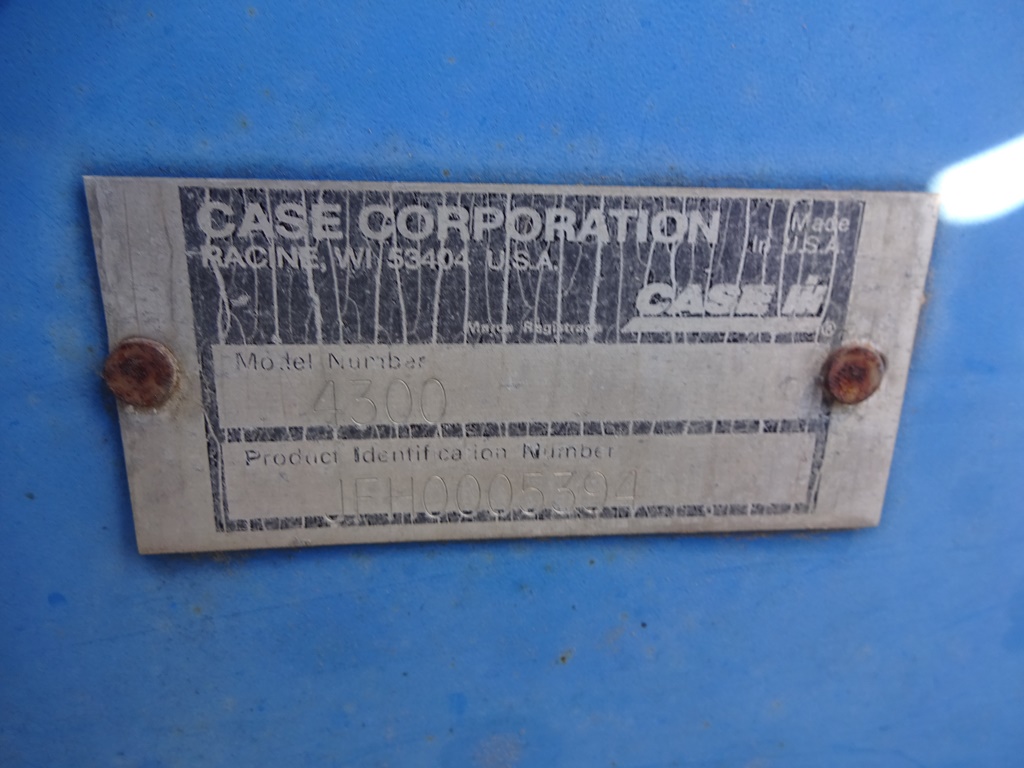 CASE CORPORATION
Made
In U.S.A.
RACINE, WI 53404 U.S.A.
CASE IH
Marca Registrada ®
Model Number
4300
Product Identification Number
JFH0005394